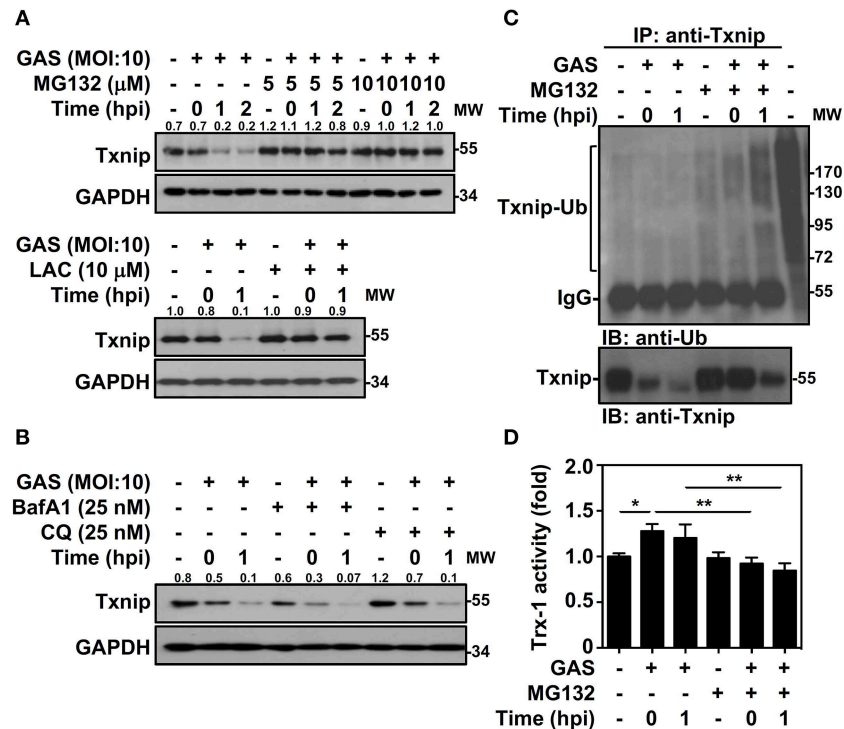 A
GAS (MOI:10) - + + + - + + + - + + +
MG132 (μM) - - - - 5 5 5 5 10 10 10 10
Time (hpi) - 0 1 2 - 0 1 2 - 0 1 2 MW
0.7 0.7 0.2 0.2 1.2 1.1 1.2 0.8 0.9 1.0 1.2 1.0
Txnip -55
GAPDH -34
GAS (MOI:10) - + + - + +
LAC (10 μM) - - - + + +
Time (hpi) - 0 1 - 0 1 MW
1.0 0.8 0.1 1.0 0.9 0.9
Txnip -55
GAPDH -34
B
GAS (MOI:10) - + + - + + - + +
BafA1 (25 nM) - - - + + + - - -
CQ (25 nM) - - - - - - + + +
Time (hpi) - 0 1 - 0 1 - 0 1 MW
0.8 0.5 0.1 0.6 0.3 0.07 1.2 0.7 0.1
Txnip -55
GAPDH -34
C
IP: anti-Txnip
GAS - + + - + + -
MG132 - - - + + + -
Time (hpi) - 0 1 - 0 1 - MW
Txnip-Ub
-170
-130
-95
-72
IgG- -55
IB: anti-Ub
Txnip- -55
IB: anti-Txnip
D
Trx-1 activity (fold)
2.0
1.5
1.0
0.5
0
* ** **
GAS - + + - + +
MG132 - - - + + +
Time (hpi) - 0 1 - 0 1